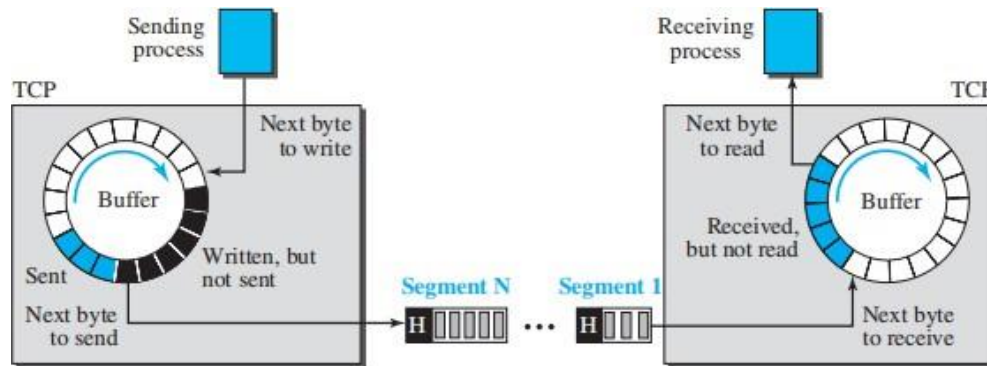 Sending
process
Receiving
process
TCP
Next byte
to write
Buffer
Sent
Written, but
not sent
Next byte
to send
Segment N
H
...
Segment 1
H
Next byte
to read
Buffer
Received,
but not read
Next byte
to receive